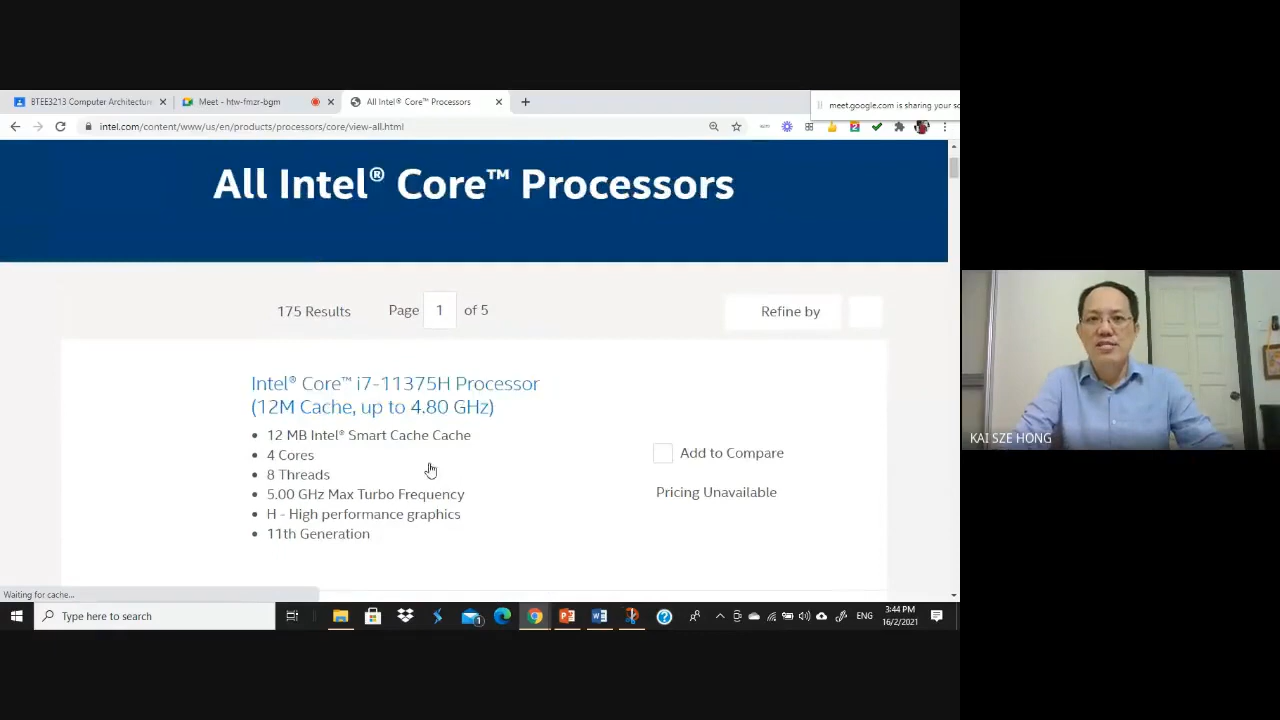 BTEE3213 Computer Architecture
Meet - htw-fmzr-bgm
All Intel® Core™ Processors
meet.google.com is sharing your sc
intel.com/content/www/us/en/products/processors/core/view-all.html
All Intel® Core™ Processors
175 Results
Page 1 of 5
Refine by
Intel® Core™ i7-11375H Processor
(12M Cache, up to 4.80 GHz)
12 MB Intel® Smart Cache Cache
4 Cores
8 Threads
5.00 GHz Max Turbo Frequency
H - High performance graphics
11th Generation
Add to Compare
Pricing Unavailable
KAI SZE HONG
Waiting for cache...
Type here to search
1
ENG
3:44 PM
16/2/2021